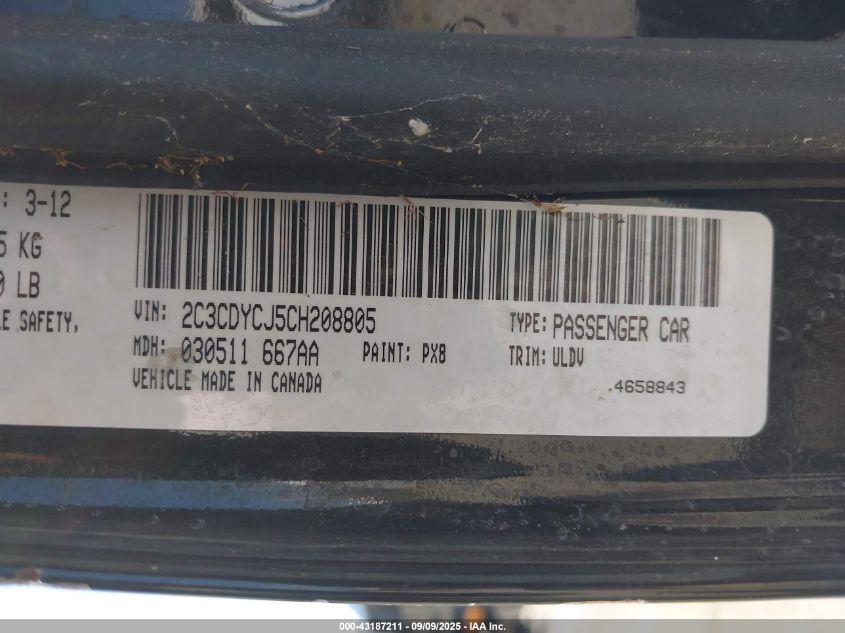 : 3-12
5 KG
0 LB
LE SAFETY,
VIN: 2C3CDYCJ5CH208805
TYPE: PASSENGER CAR
MDH: 030511 667AA
PAINT: PX8
TRIM: ULDV
VEHICLE MADE IN CANADA
4658843
000-43187211 - 09/09/2025 - IAA Inc.